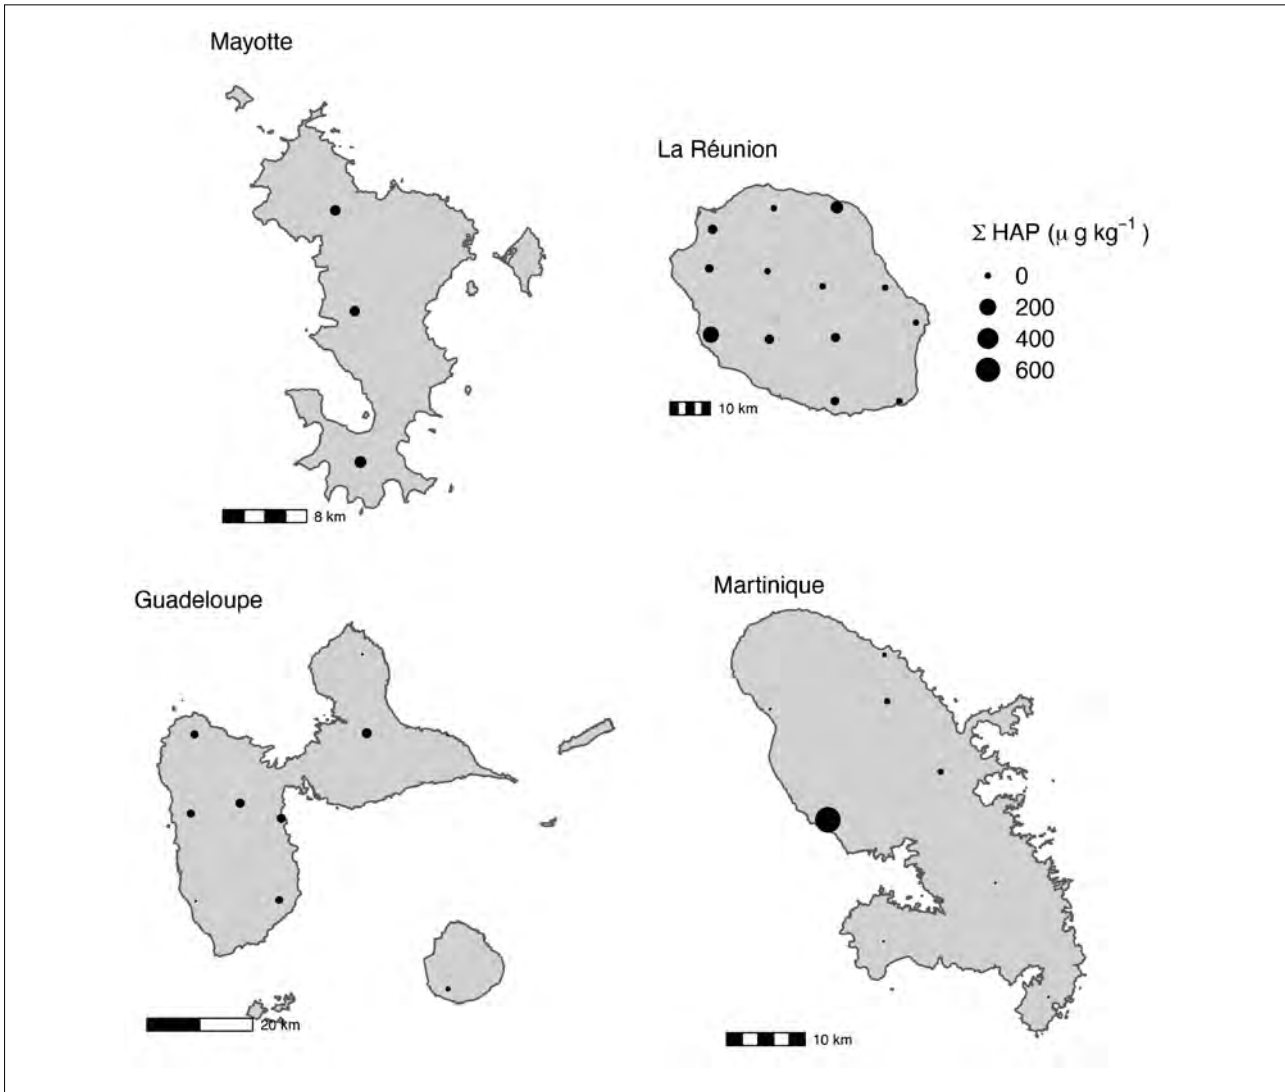 Mayotte
La Réunion
Σ HAP (μ g kg⁻¹ )
0
200
400
600
10 km
8 km
Guadeloupe
Martinique
20 km
10 km